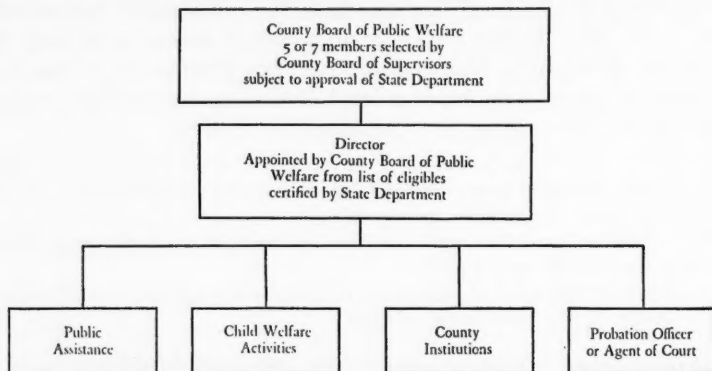 County Board of Public Welfare
5 or 7 members selected by
County Board of Supervisors
subject to approval of State Department
Director
Appointed by County Board of Public
Welfare from list of eligibles
certified by State Department
Public
Assistance
Child Welfare
Activities
County
Institutions
Probation Officer
or Agent of Court